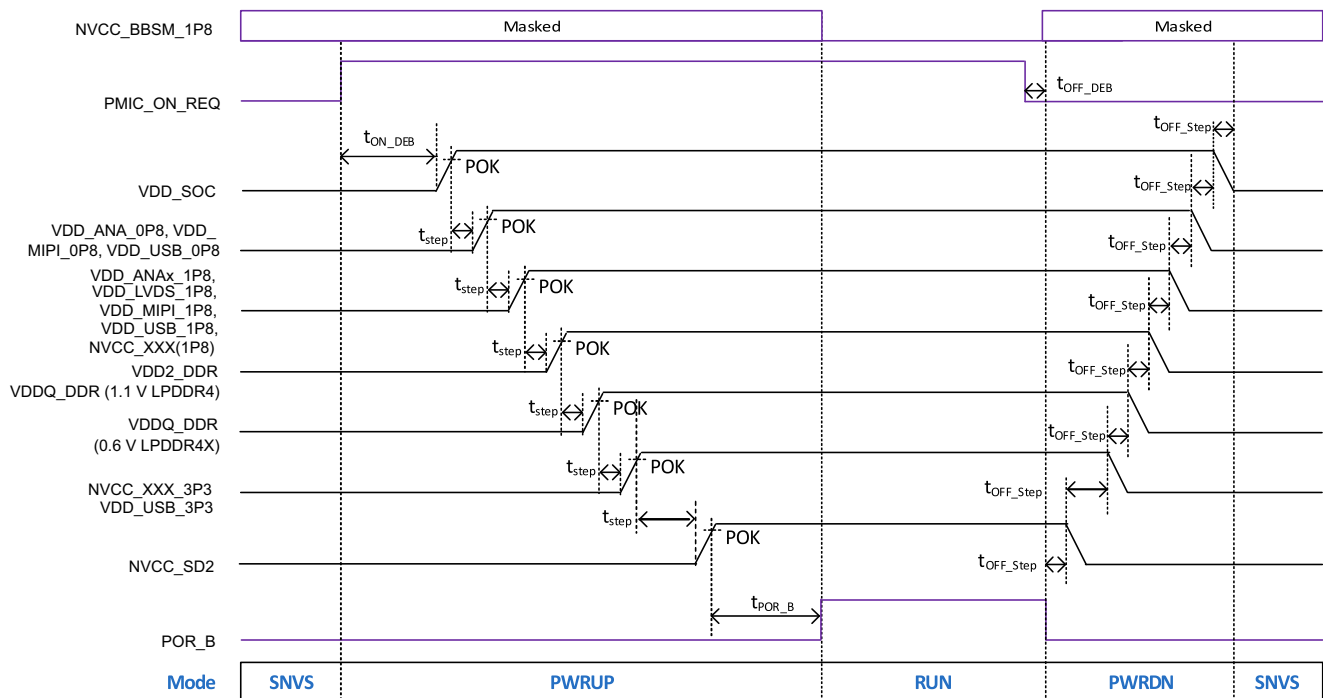 NVCC_BBSM_1P8
Masked
Masked
PMIC_ON_REQ
tOFF_DEB
tON_DEB
tOFF_Step
POK
VDD_SOC
tOFF_Step
VDD_ANA_0P8, VDD_
MIPI_0P8, VDD_USB_0P8
tstep
POK
tOFF_Step
VDD_ANAx_1P8,
VDD_LVDS_1P8,
VDD_MIPI_1P8,
VDD_USB_1P8,
NVCC_XXX(1P8)
tstep
POK
tOFF_Step
VDD2_DDR
VDDQ_DDR (1.1 V LPDDR4)
tstep
POK
tOFF_Step
VDDQ_DDR
(0.6 V LPDDR4X)
tstep
POK
tOFF_Step
NVCC_XXX_3P3
VDD_USB_3P3
tstep
POK
tOFF_Step
tstep
POK
NVCC_SD2
tOFF_Step
tPOR_B
POR_B
Mode
SNVS
PWRUP
RUN
PWRDN
SNVS